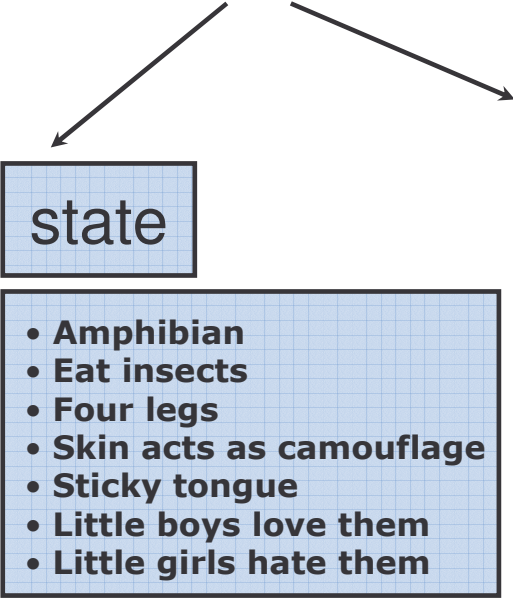 state
• Amphibian
• Eat insects
• Four legs
• Skin acts as camouflage
• Sticky tongue
• Little boys love them
• Little girls hate them